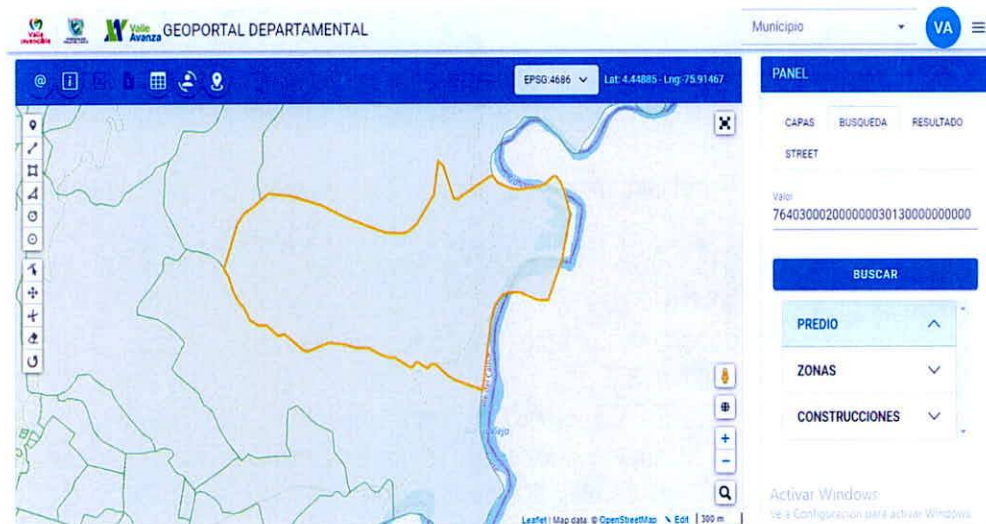 Valle Avanza
GEOPORTAL DEPARTAMENTAL
Municipio
VA
EPSG:4686
Lat: 4.44885 - Lng:-75.91467
PANEL
CAPAS
BUSQUEDA
RESULTADO
STREET
Valor
BUSCAR
PREDIO
ZONAS
CONSTRUCCIONES
Activar Windows
Ve a Configuración para activar Windows.
Leaflet | Map data: © OpenStreetMap
Edit
300 m